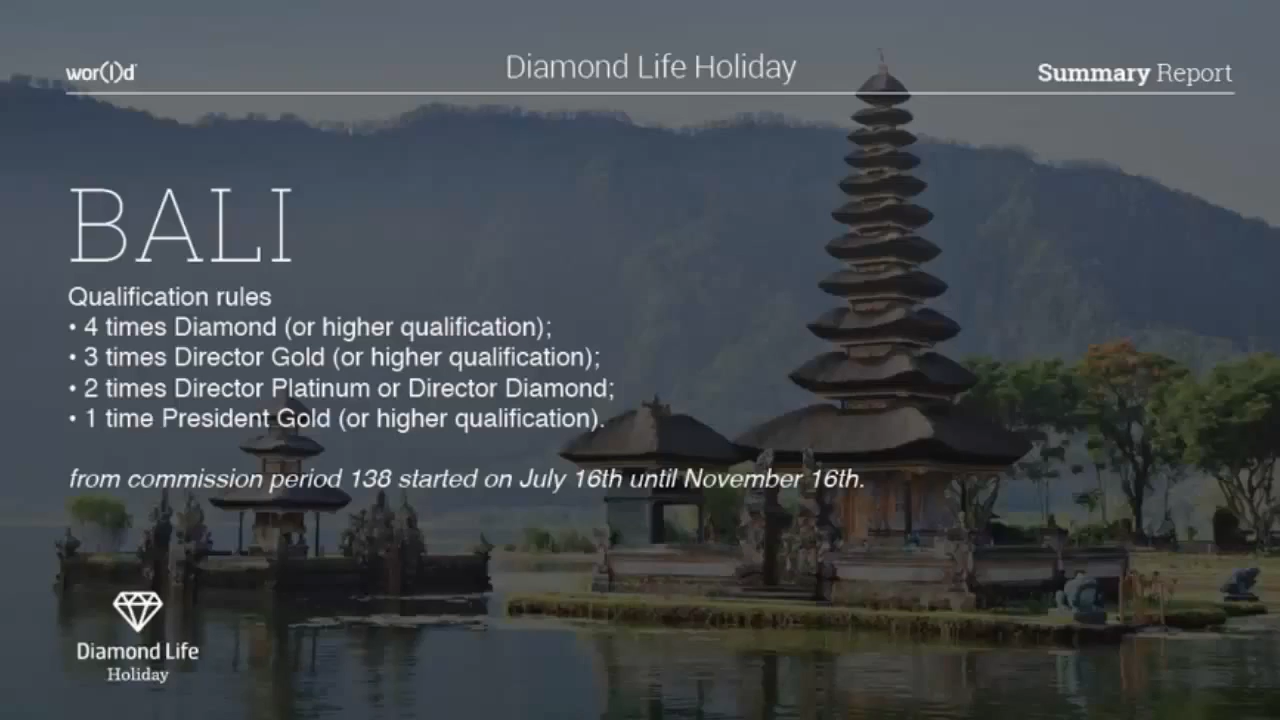 wor(l)d
Diamond Life Holiday
Summary Report
BALI
Qualification rules
• 4 times Diamond (or higher qualification);
• 3 times Director Gold (or higher qualification);
• 2 times Director Platinum or Director Diamond;
• 1 time President Gold (or higher qualification).
from commission period 138 started on July 16th until November 16th.
Diamond Life
Holiday